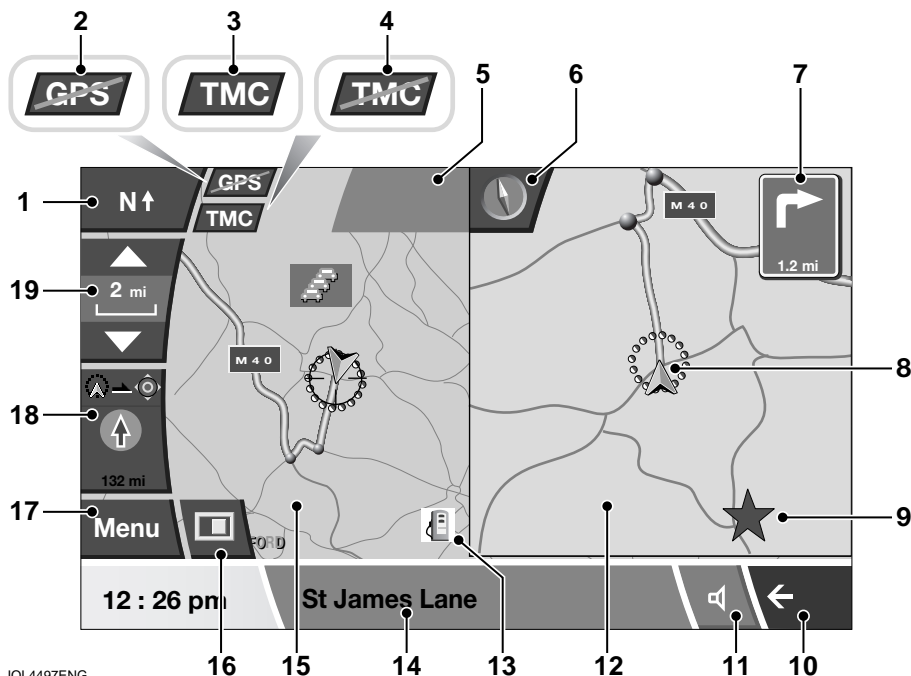 2 3 4
GPS TMC TMC
5 6 7
1 N GPS
TMC
M 4 0
1.2 mi
19 2 mi
M 4 0
8
18
132 mi
17 Menu
9
12 : 26 pm St James Lane
16 15 14 13 12 11 10